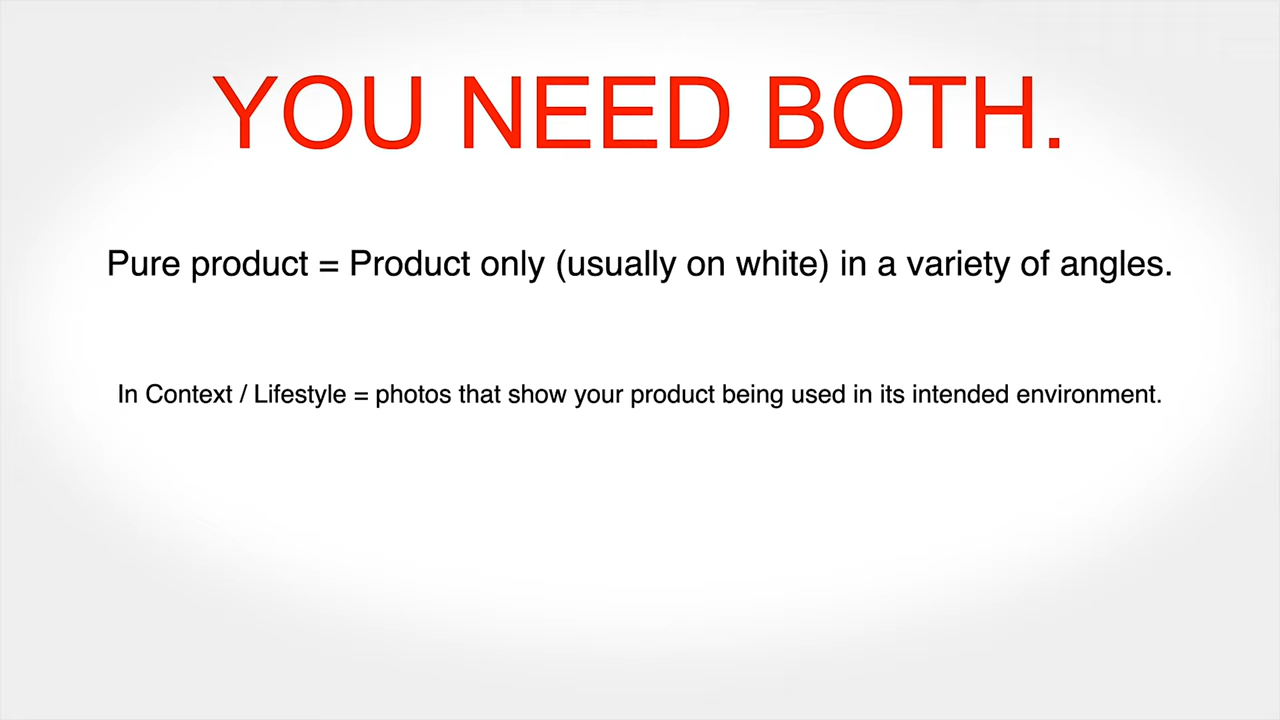 YOU NEED BOTH.
Pure product = Product only (usually on white) in a variety of angles.
In Context / Lifestyle = photos that show your product being used in its intended environment.